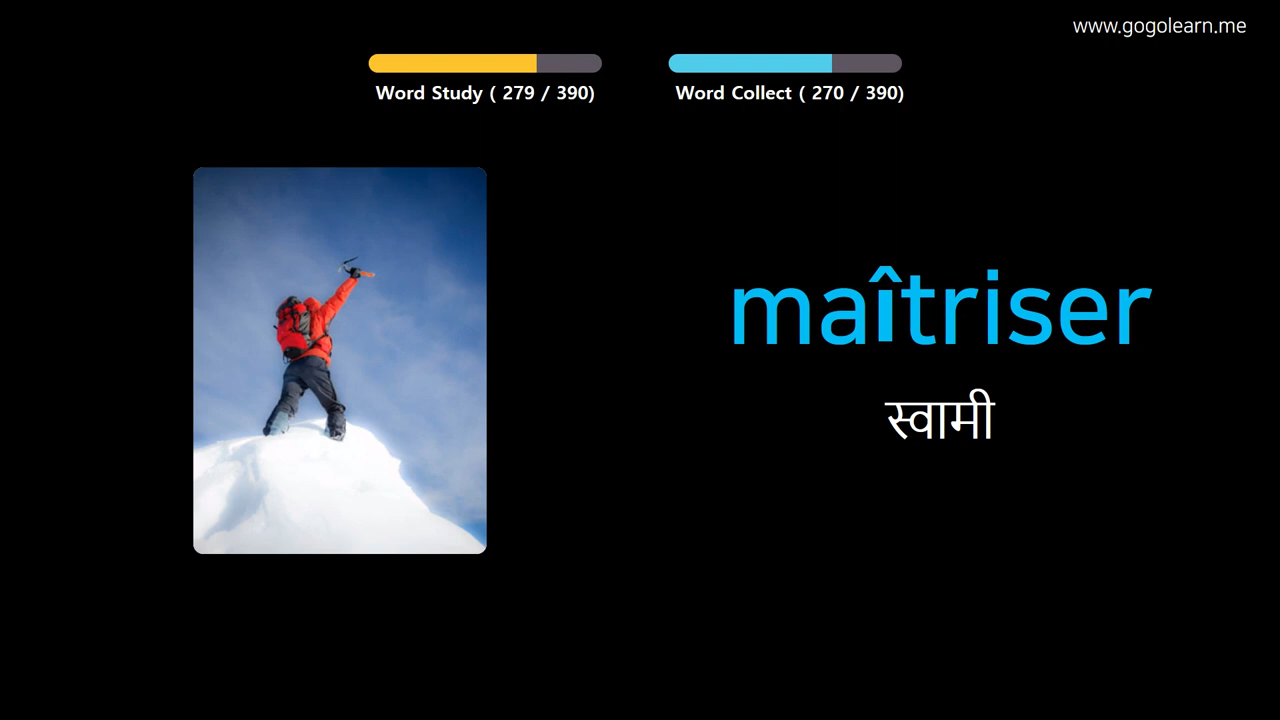 www.gogolearn.me
Word Study ( 279 / 390)
Word Collect ( 270 / 390)
maîtriser
स्वामी